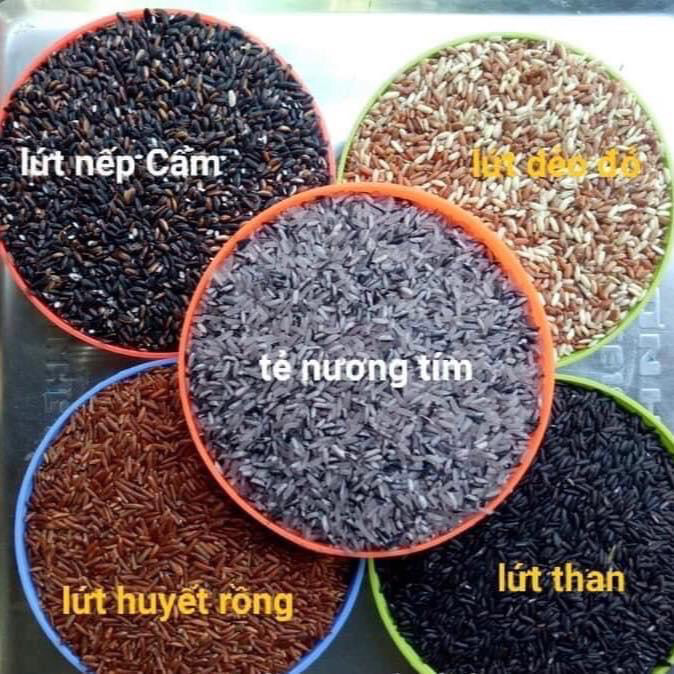 lứt nếp Cẩm
lứt dẻo đỏ
tẻ nương tím
lứt huyết rồng
lứt than